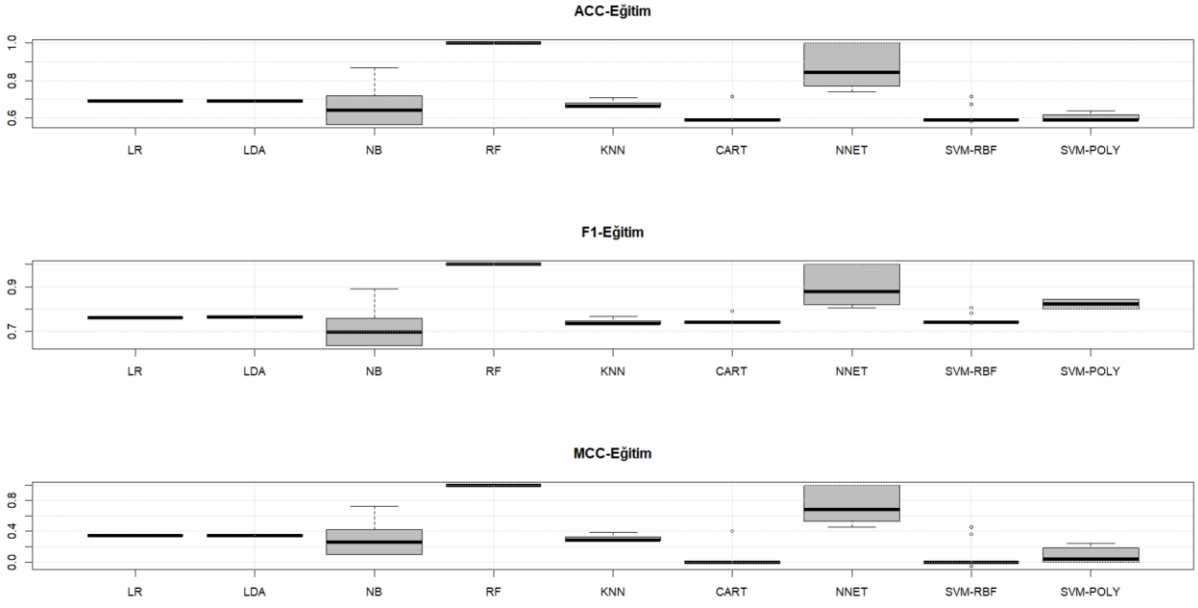 ACC-Eğitim
1.0
0.8
0.6
LR LDA NB RF KNN CART NNET SVM-RBF SVM-POLY
F1-Eğitim
0.9
0.7
LR LDA NB RF KNN CART NNET SVM-RBF SVM-POLY
MCC-Eğitim
0.8
0.4
0.0
LR LDA NB RF KNN CART NNET SVM-RBF SVM-POLY